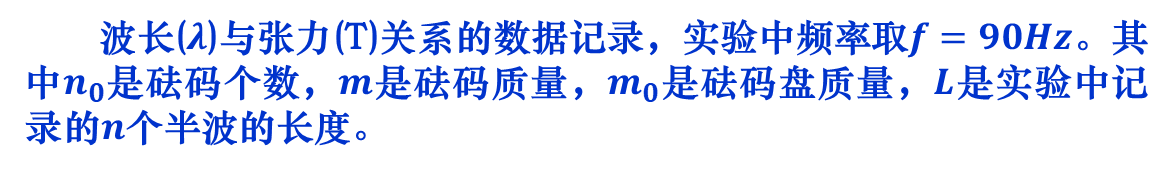 波长(λ)与张力(T)关系的数据记录，实验中频率取f = 90Hz。其
中n₀是砝码个数，m是砝码质量，m₀是砝码盘质量，L是实验中记
录的n个半波的长度。